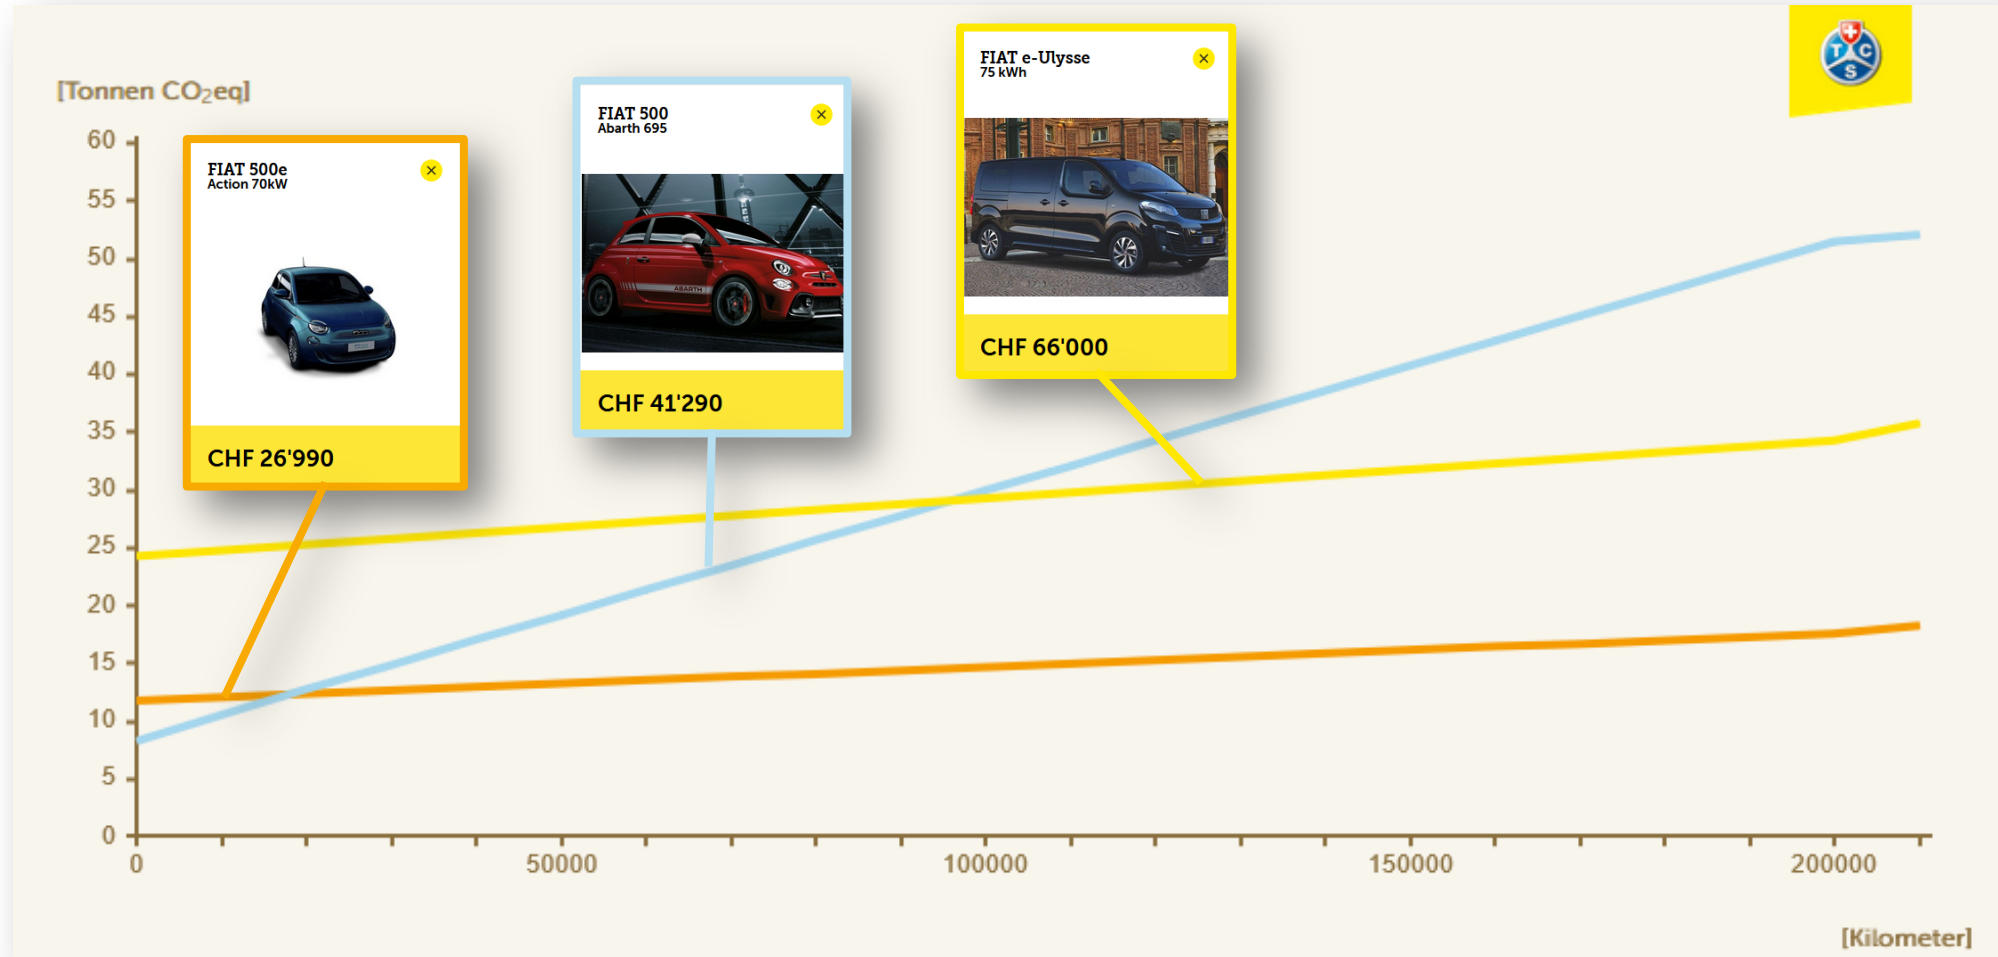 [Tonnen CO₂eq]
60
55
50
45
40
35
30
25
20
15
10
5
0
0
50000
100000
150000
200000
[Kilometer]
FIAT 500e
Action 70kW
CHF 26'990
FIAT 500
Abarth 695
ABARTH
CHF 41'290
FIAT e-Ulysse
75 kWh
CHF 66'000
T C
S